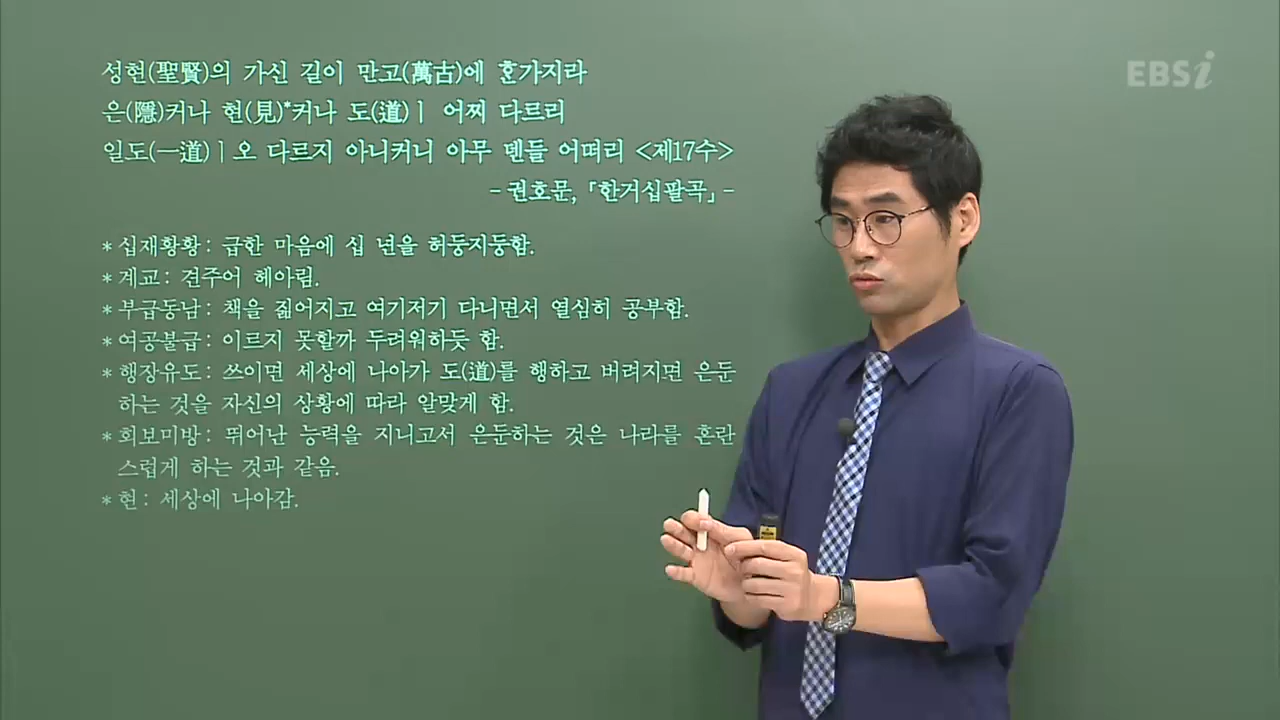 EBSi
성현(聖賢)의 가신 길이 만고(萬古)에 ᄒᆞᆫ가지라
은(隱)커나 현(見)*커나 도(道)ㅣ 어찌 다르리
일도(一道)ㅣ오 다르지 아니커니 아무 덴들 어떠리 <제17수>
- 권호문, 「한거십팔곡」 -
* 십재황황 : 급한 마음에 십 년을 허둥지둥함.
* 계교 : 견주어 헤아림.
* 부급동남 : 책을 짊어지고 여기저기 다니면서 열심히 공부함.
* 여공불급 : 이르지 못할까 두려워하듯 함.
* 행장유도 : 쓰이면 세상에 나아가 도(道)를 행하고 버려지면 은둔
하는 것을 자신의 상황에 따라 알맞게 함.
* 회보미방 : 뛰어난 능력을 지니고서 은둔하는 것은 나라를 혼란
스럽게 하는 것과 같음.
* 현 : 세상에 나아감.